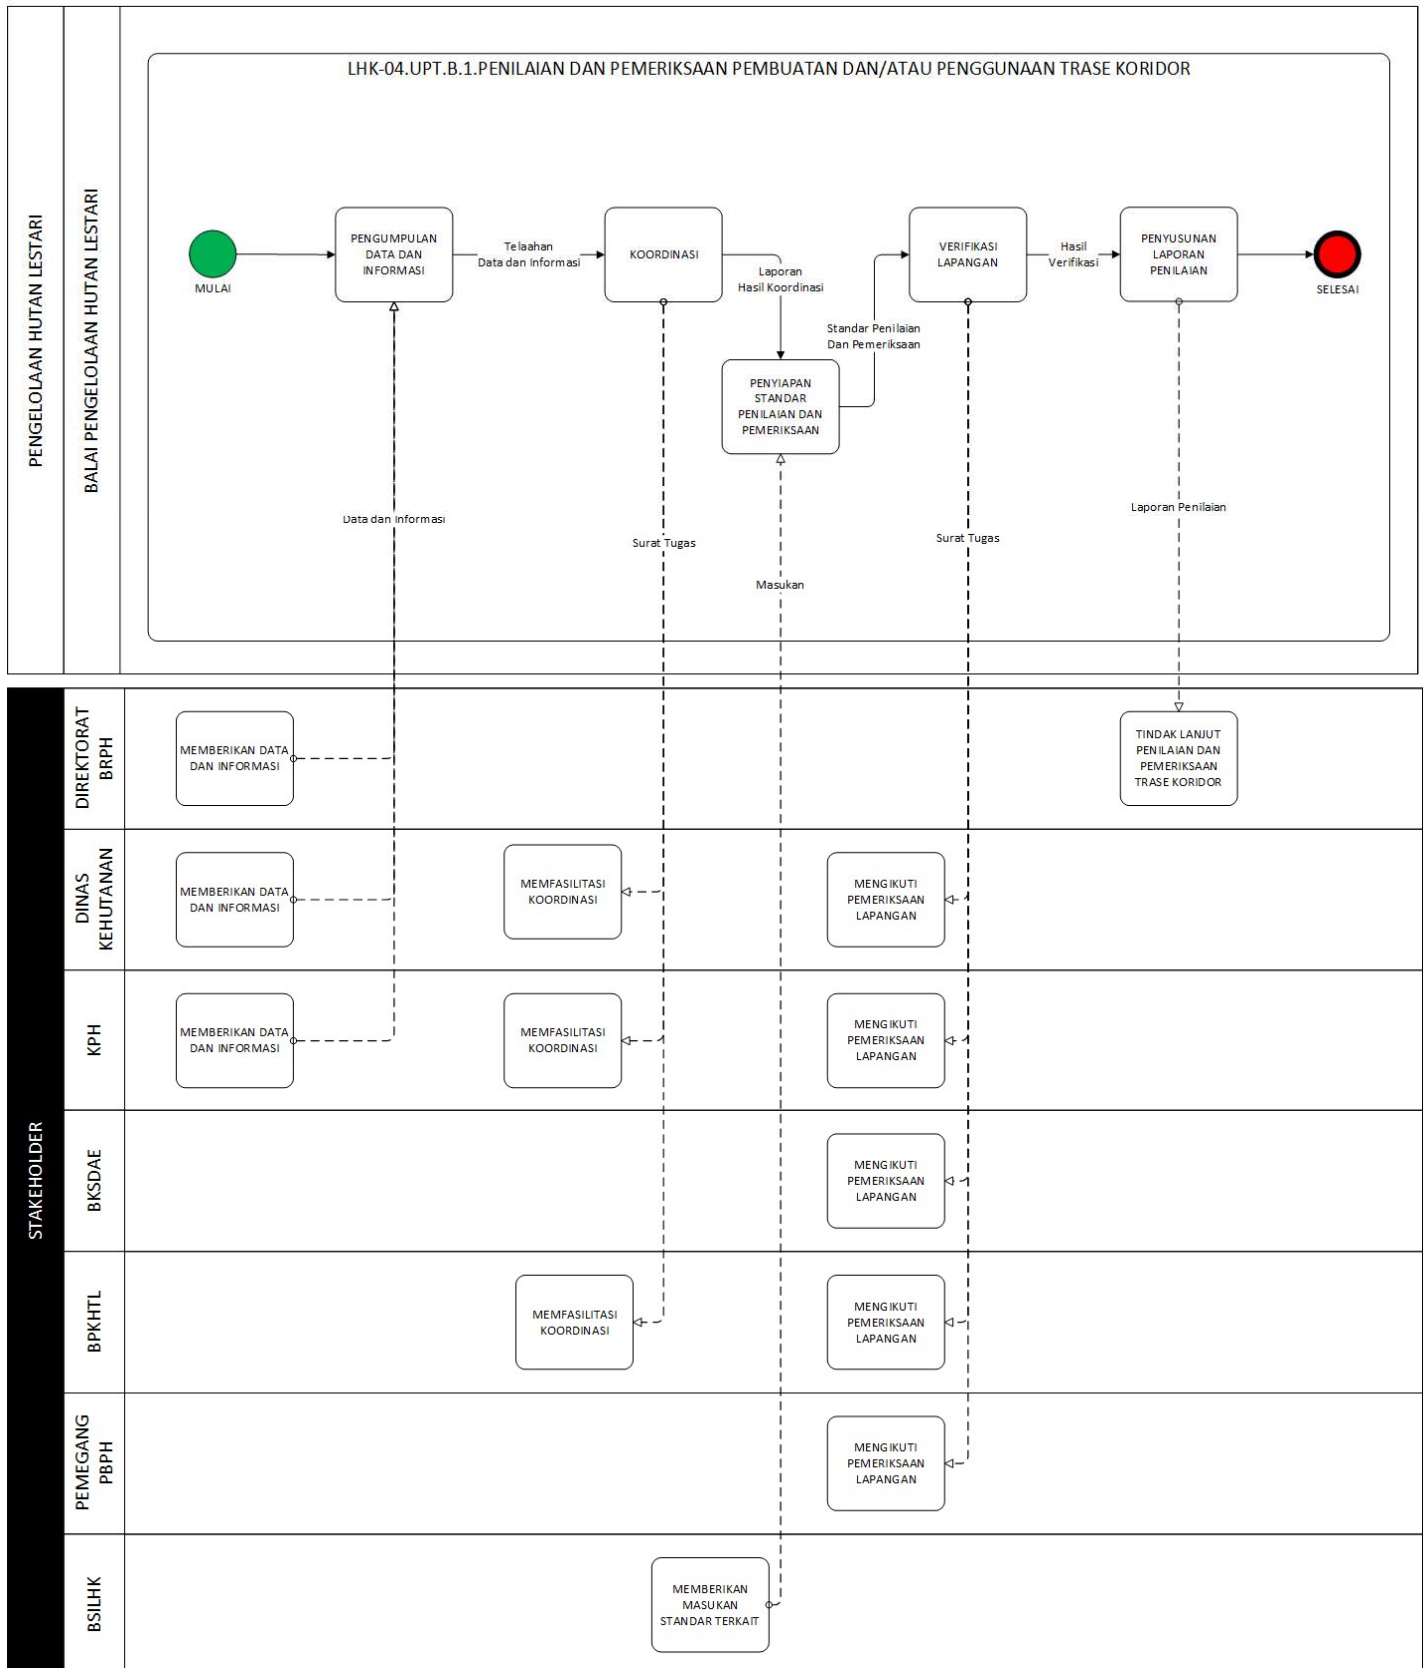 PENGELOLAAN HUTAN LESTARI
BALAI PENGELOLAAN HUTAN LESTARI
LHK-04.UPT.B.1.PENILAIAN DAN PEMERIKSAAN PEMBUATAN DAN/ATAU PENGGUNAAN TRASE KORIDOR
MULAI
PENGUMPULAN
DATA DAN
INFORMASI
Telaahan
Data dan Informasi
KOORDINASI
Laporan
Hasil Koordinasi
PENYIAPAN
STANDAR
PENILAIAN DAN
PEMERIKSAAN
Standar Penilaian
Dan Pemeriksaan
VERIFIKASI
LAPANGAN
Hasil
Verifikasi
PENYUSUNAN
LAPORAN
PENILAIAN
SELESAI
Data dan Informasi
Surat Tugas
Masukan
Surat Tugas
Laporan Penilaian
STAKEHOLDER
DIREKTORAT
BRPH
MEMBERIKAN DATA
DAN INFORMASI
TINDAK LANJUT
PENILAIAN DAN
PEMERIKSAAN
TRASE KORIDOR
DINAS
KEHUTANAN
MEMBERIKAN DATA
DAN INFORMASI
MEMFASILITASI
KOORDINASI
MENGIKUTI
PEMERIKSAAN
LAPANGAN
KPH
MEMBERIKAN DATA
DAN INFORMASI
MEMFASILITASI
KOORDINASI
MENGIKUTI
PEMERIKSAAN
LAPANGAN
BKSDAE
MENGIKUTI
PEMERIKSAAN
LAPANGAN
BPKHTL
MEMFASILITASI
KOORDINASI
MENGIKUTI
PEMERIKSAAN
LAPANGAN
PEMEGANG
PBPH
MENGIKUTI
PEMERIKSAAN
LAPANGAN
BSILHK
MEMBERIKAN
MASUKAN
STANDAR TERKAIT